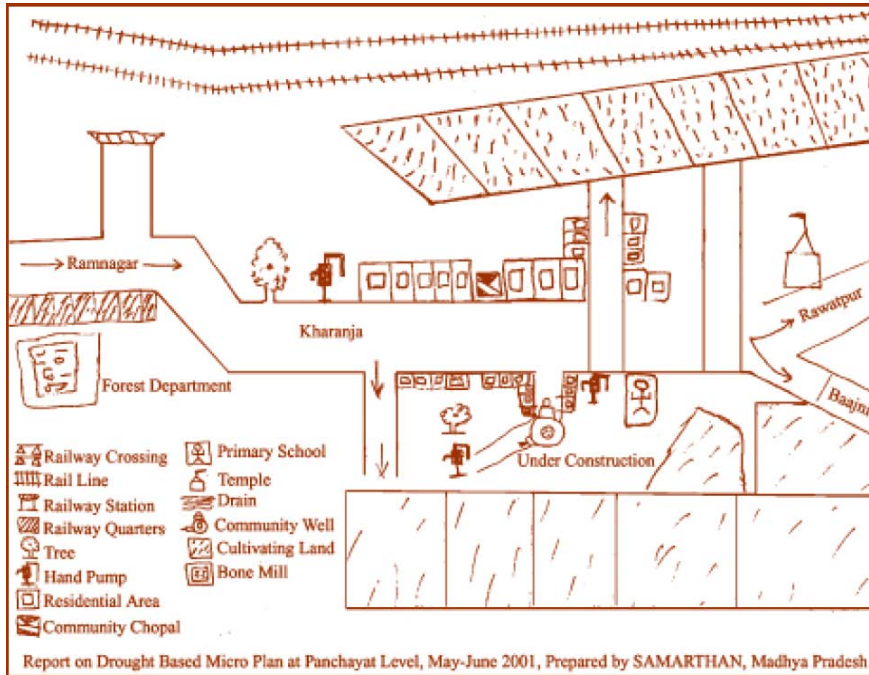 Ramnagar
Rawatpur
Kharanja
Forest Department
Baajni
Under Construction
Railway Crossing
Rail Line
Railway Station
Railway Quarters
Tree
Hand Pump
Residential Area
Community Chopal
Primary School
Temple
Drain
Community Well
Cultivating Land
Bone Mill
Report on Drought Based Micro Plan at Panchayat Level, May-June 2001, Prepared by SAMARTHAN, Madhya Pradesh